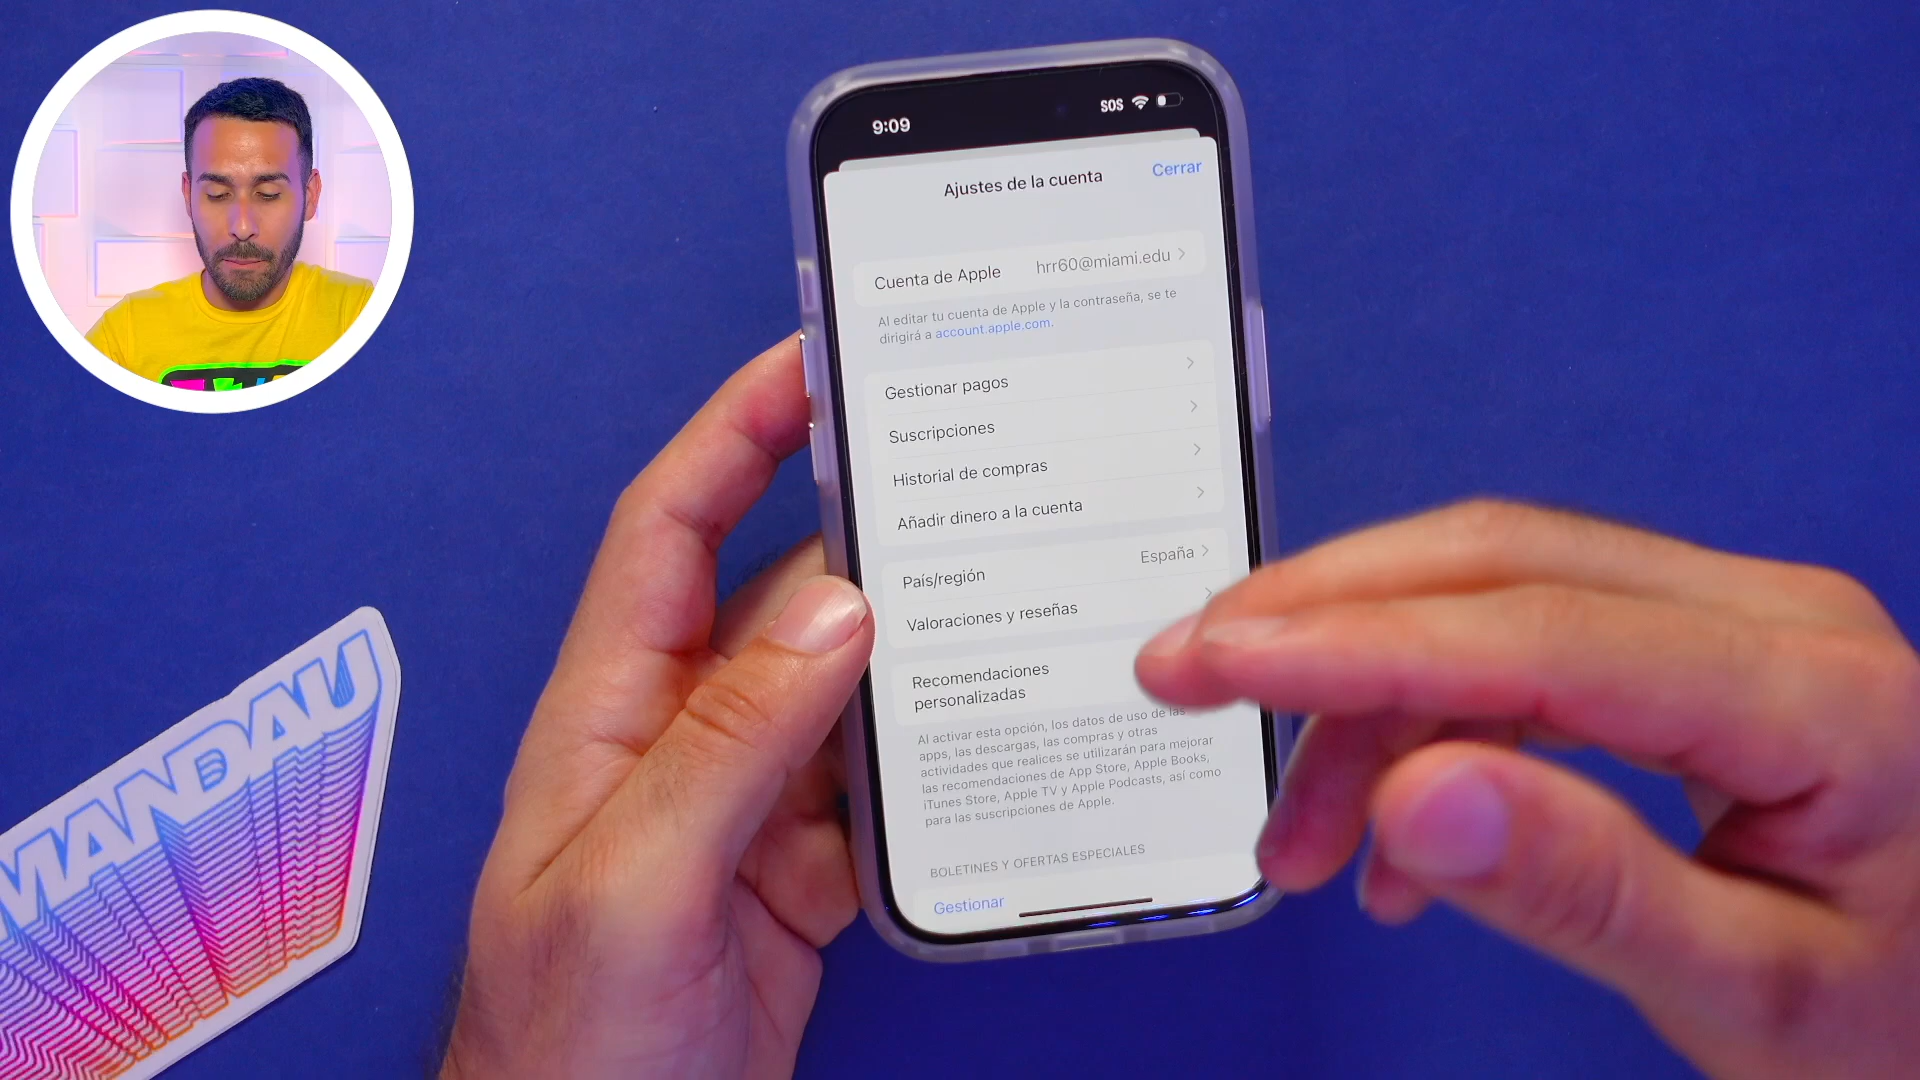 9:09
SOS
Ajustes de la cuenta
Cerrar
Cuenta de Apple
hrr60@miami.edu
Al editar tu cuenta de Apple y la contraseña, se te
dirigirá a account.apple.com.
Gestionar pagos
Suscripciones
Historial de compras
Añadir dinero a la cuenta
País/región
España
Valoraciones y reseñas
Recomendaciones
personalizadas
Al activar esta opción, los datos de uso de las
apps, las descargas, las compras y otras
actividades que realices se utilizarán para mejorar
las recomendaciones de App Store, Apple Books,
iTunes Store, Apple TV y Apple Podcasts, así como
para las suscripciones de Apple.
BOLETINES Y OFERTAS ESPECIALES
Gestionar
MANDAU